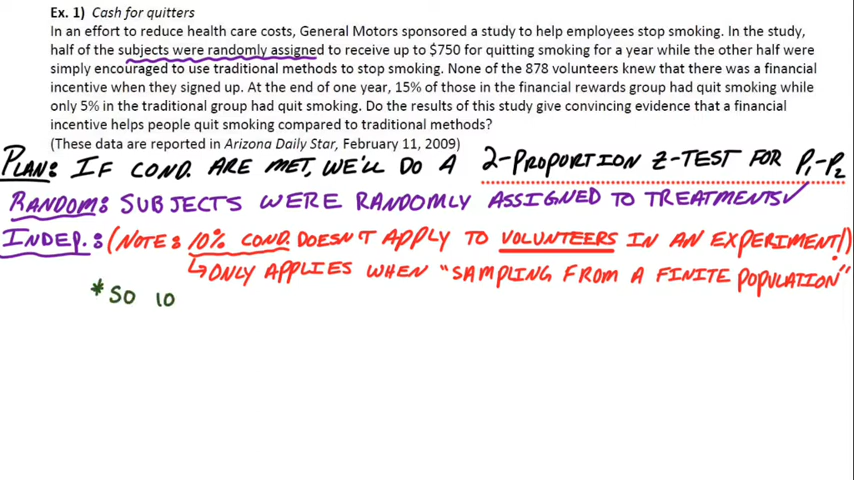 Ex. 1) Cash for quitters
In an effort to reduce health care costs, General Motors sponsored a study to help employees stop smoking. In the study,
half of the subjects were randomly assigned to receive up to $750 for quitting smoking for a year while the other half were
simply encouraged to use traditional methods to stop smoking. None of the 878 volunteers knew that there was a financial
incentive when they signed up. At the end of one year, 15% of those in the financial rewards group had quit smoking while
only 5% in the traditional group had quit smoking. Do the results of this study give convincing evidence that a financial
incentive helps people quit smoking compared to traditional methods?
(These data are reported in Arizona Daily Star, February 11, 2009)
PLAN: IF COND. ARE MET, WE'LL DO A 2-PROPORTION Z-TEST FOR P₁-P₂
RANDOM: SUBJECTS WERE RANDOMLY ASSIGNED TO TREATMENTS ✓
INDEP.: (NOTE: 10% COND. DOESN'T APPLY TO VOLUNTEERS IN AN EXPERIMENT!)
↳ ONLY APPLIES WHEN "SAMPLING FROM A FINITE POPULATION"
* SO 10